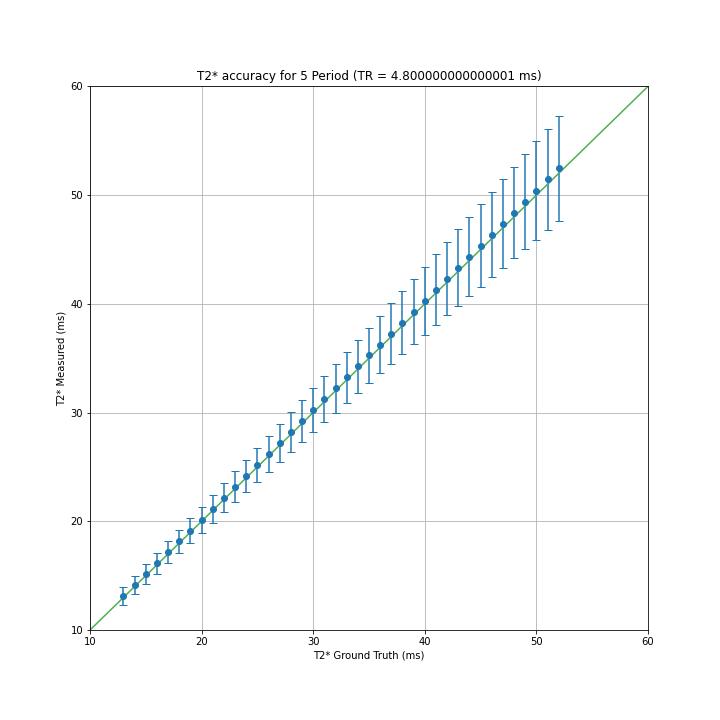 T2* accuracy for 5 Period (TR = 4.800000000000001 ms)
60
50
40
30
20
10
T2* Measured (ms)
10 20 30 40 50 60
T2* Ground Truth (ms)